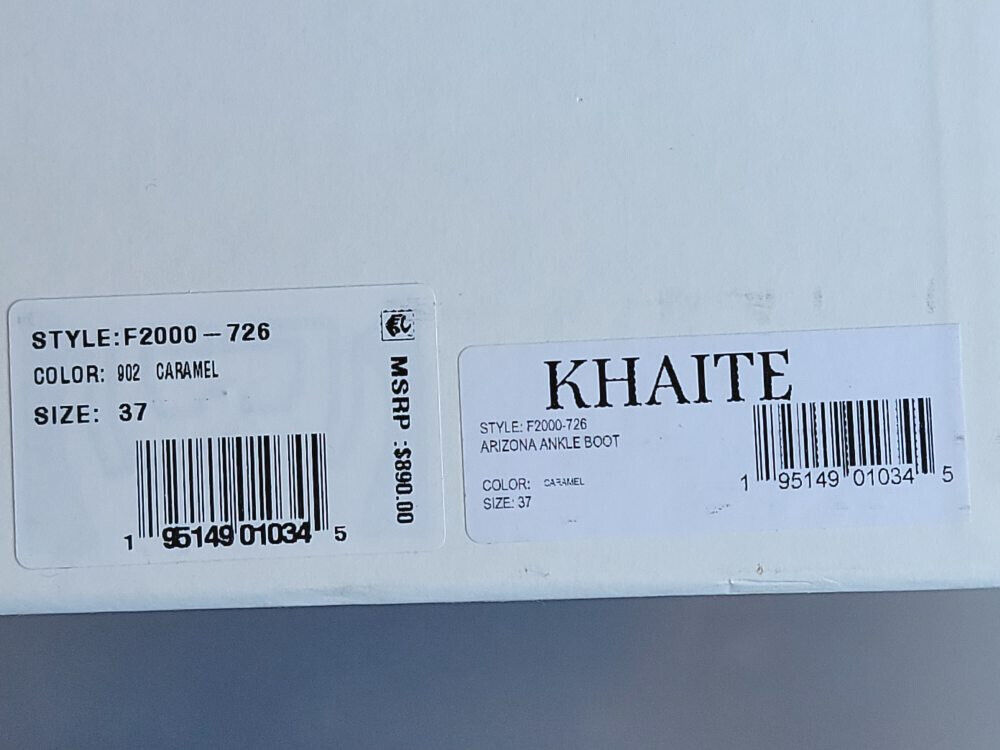 STYLE:F2000-726
COLOR: 902 CARAMEL
SIZE: 37
1 95149 01034 5
MSRP :$890.00
KHAITE
STYLE: F2000-726
ARIZONA ANKLE BOOT
COLOR: CARAMEL
SIZE: 37
1 95149 01034 5